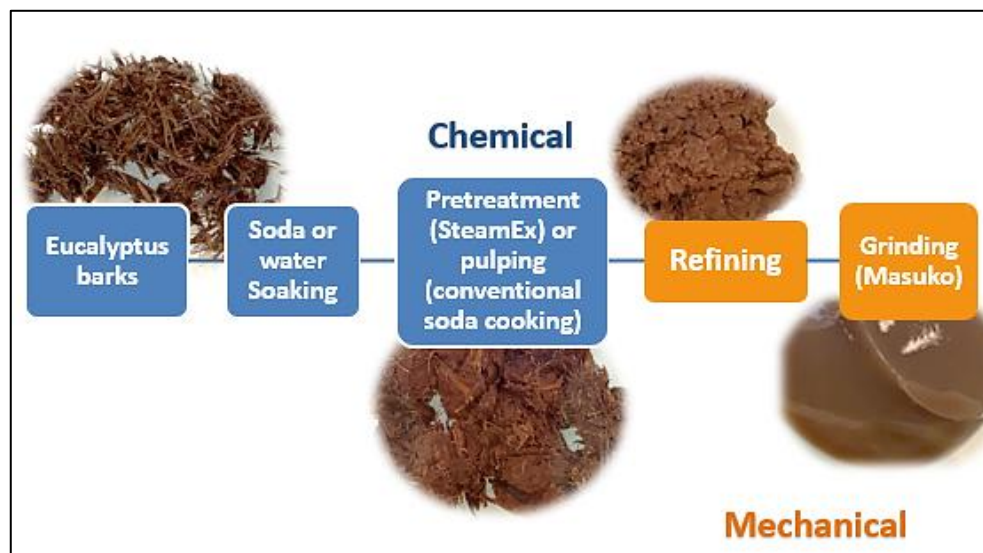 Chemical
Eucalyptus
barks
Soda or
water
Soaking
Pretreatment
(SteamEx) or
pulping
(conventional
soda cooking)
Refining
Grinding
(Masuko)
Mechanical